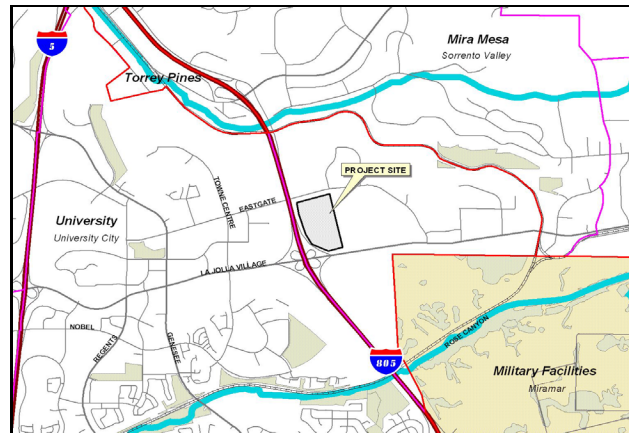 5
Mira Mesa
Sorrento Valley
Torrey Pines
PROJECT SITE
TOWNE CENTRE
EASTGATE
University
University City
LA JOLLA VILLAGE
NOBEL
REGENTS
GENESEE
ROSE CANYON
805
Military Facilities
Miramar